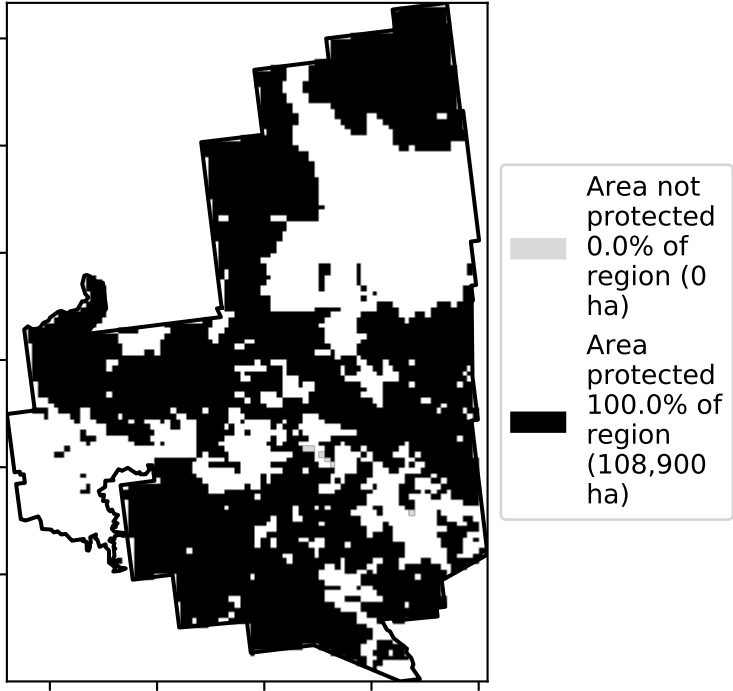 Area not
protected
0.0% of
region (0
ha)
Area
protected
100.0% of
region
(108,900
ha)